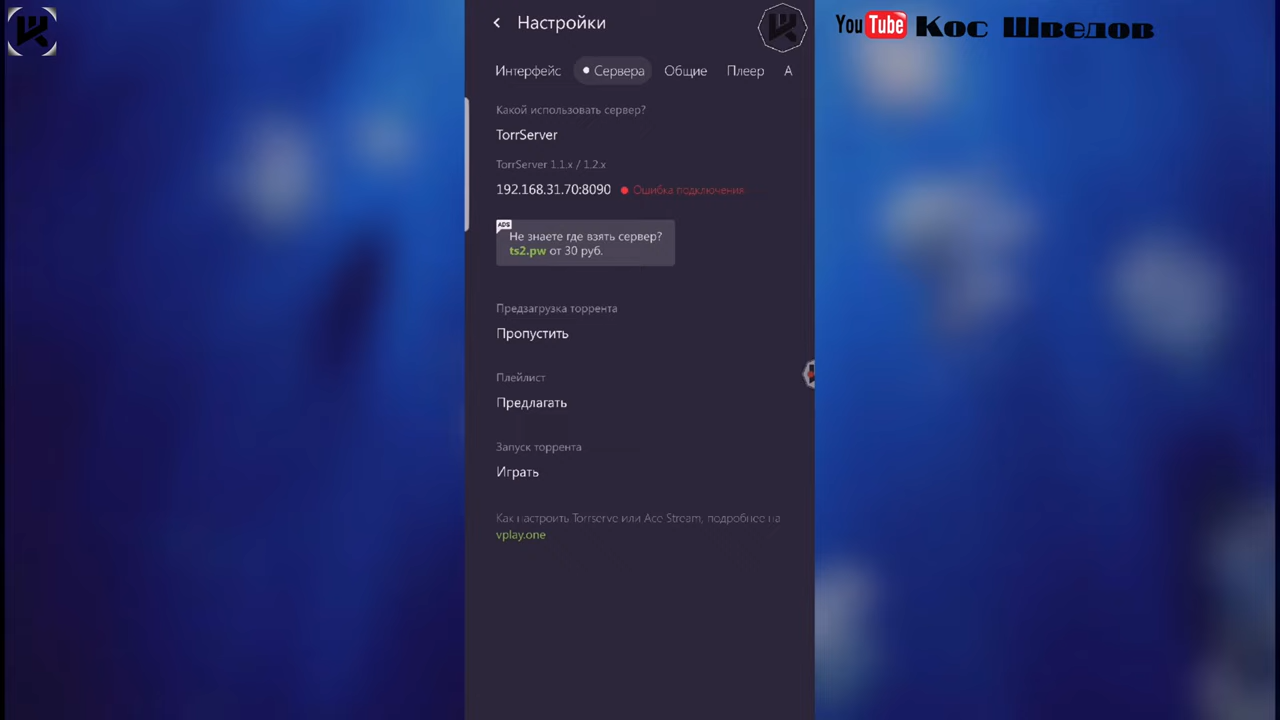 Настройки
You Tube Кос Шведов
Интерфейс Сервера Общие Плеер А
Какой использовать сервер?
TorrServer
TorrServer 1.1.x / 1.2.x
192.168.31.70:8090 Ошибка подключения.
ADS
Не знаете где взять сервер?
ts2.pw от 30 руб.
Предзагрузка торрента
Пропустить
Плейлист
Предлагать
Запуск торрента
Играть
Как настроить Torrserve или Ace Stream, подробнее на
vplay.one